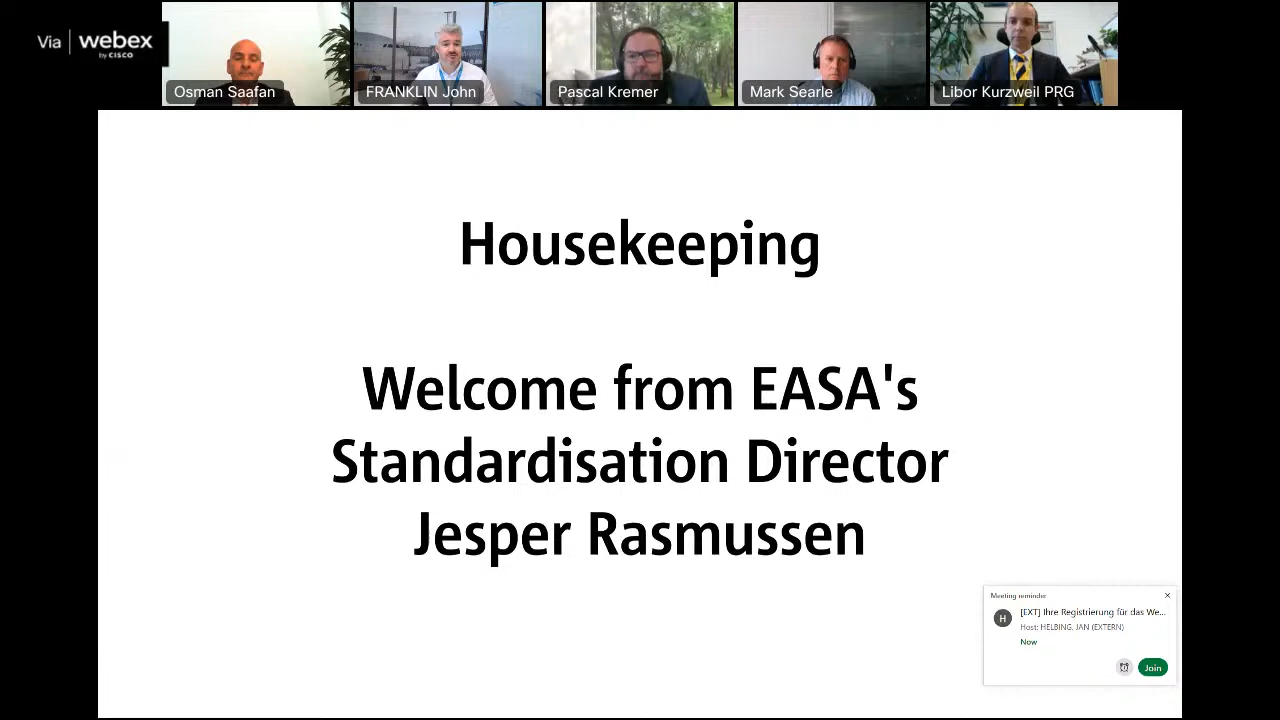 Via webex
by CISCO
Osman Saafan
FRANKLIN John
Pascal Kremer
Mark Searle
Libor Kurzweil PRG
Housekeeping
Welcome from EASA's
Standardisation Director
Jesper Rasmussen
Meeting reminder
H
[EXT] Ihre Registrierung für das We...
Host: HELBING, JAN (EXTERN)
Now
Join